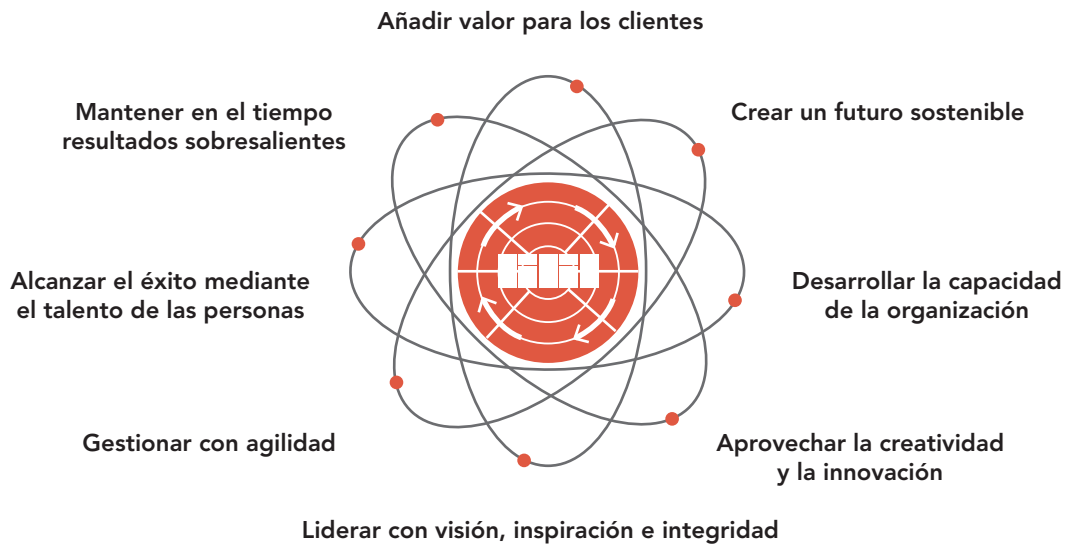 Añadir valor para los clientes
Mantener en el tiempo
resultados sobresalientes
Crear un futuro sostenible
Alcanzar el éxito mediante
el talento de las personas
Desarrollar la capacidad
de la organización
Gestionar con agilidad
Aprovechar la creatividad
y la innovación
Liderar con visión, inspiración e integridad